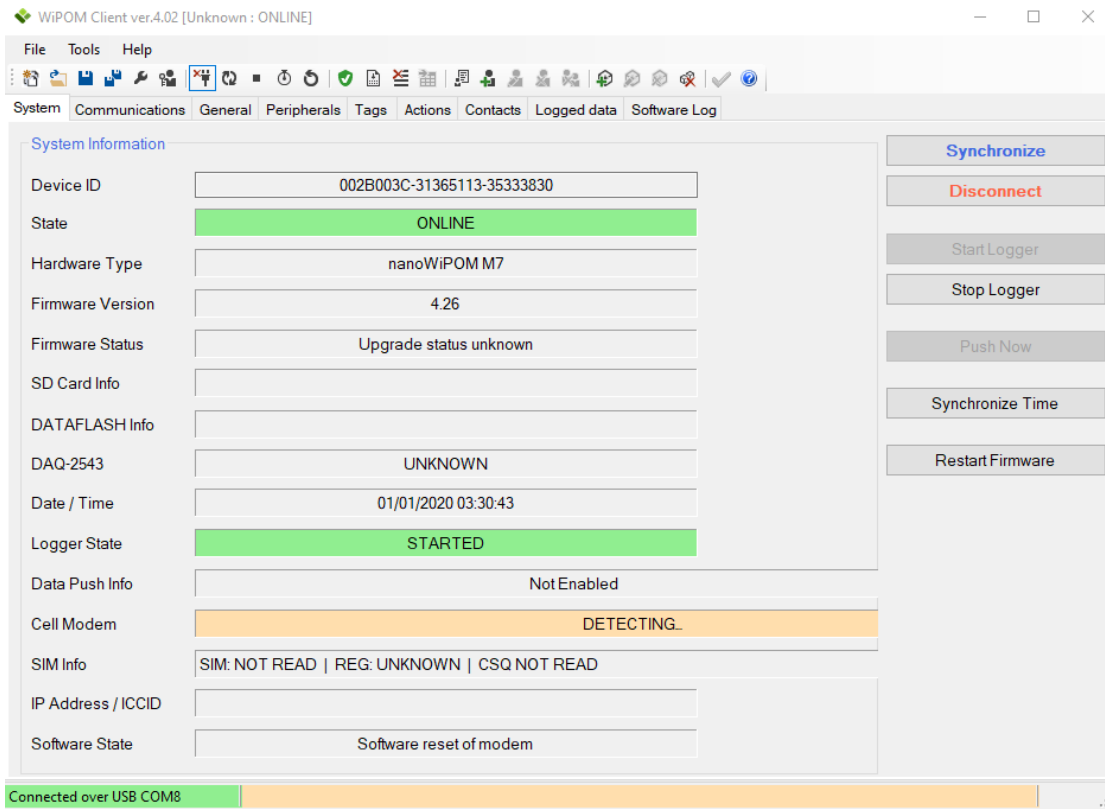 WiPOM Client ver.4.02 [Unknown : ONLINE]
File Tools Help
System Communications General Peripherals Tags Actions Contacts Logged data Software Log
System Information
Synchronize
Device ID 002B003C-31365113-35333830
Disconnect
State ONLINE
Start Logger
Hardware Type nanoWiPOM M7
Stop Logger
Firmware Version 4.26
Firmware Status Upgrade status unknown
Push Now
SD Card Info
Synchronize Time
DATAFLASH Info
DAQ-2543 UNKNOWN
Restart Firmware
Date / Time 01/01/2020 03:30:43
Logger State STARTED
Data Push Info Not Enabled
Cell Modem DETECTING...
SIM Info SIM: NOT READ | REG: UNKNOWN | CSQ NOT READ
IP Address / ICCID
Software State Software reset of modem
Connected over USB COM8